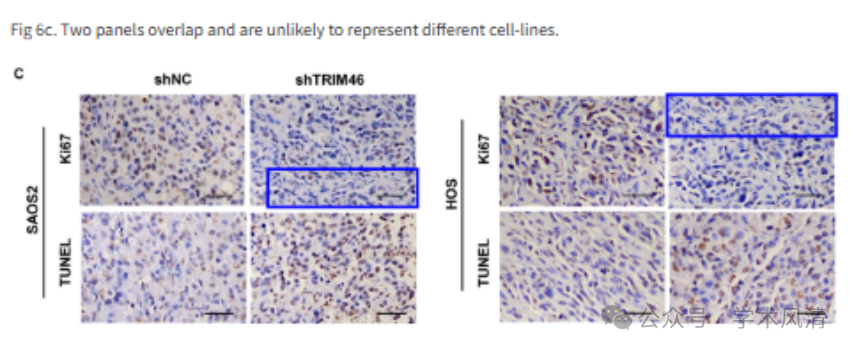 Fig 6c. Two panels overlap and are unlikely to represent different cell-lines.
C
shNC shTRIM46
SAOS2
Ki67
TUNEL
HOS
Ki67
TUNEL
公众号 · 学术风清